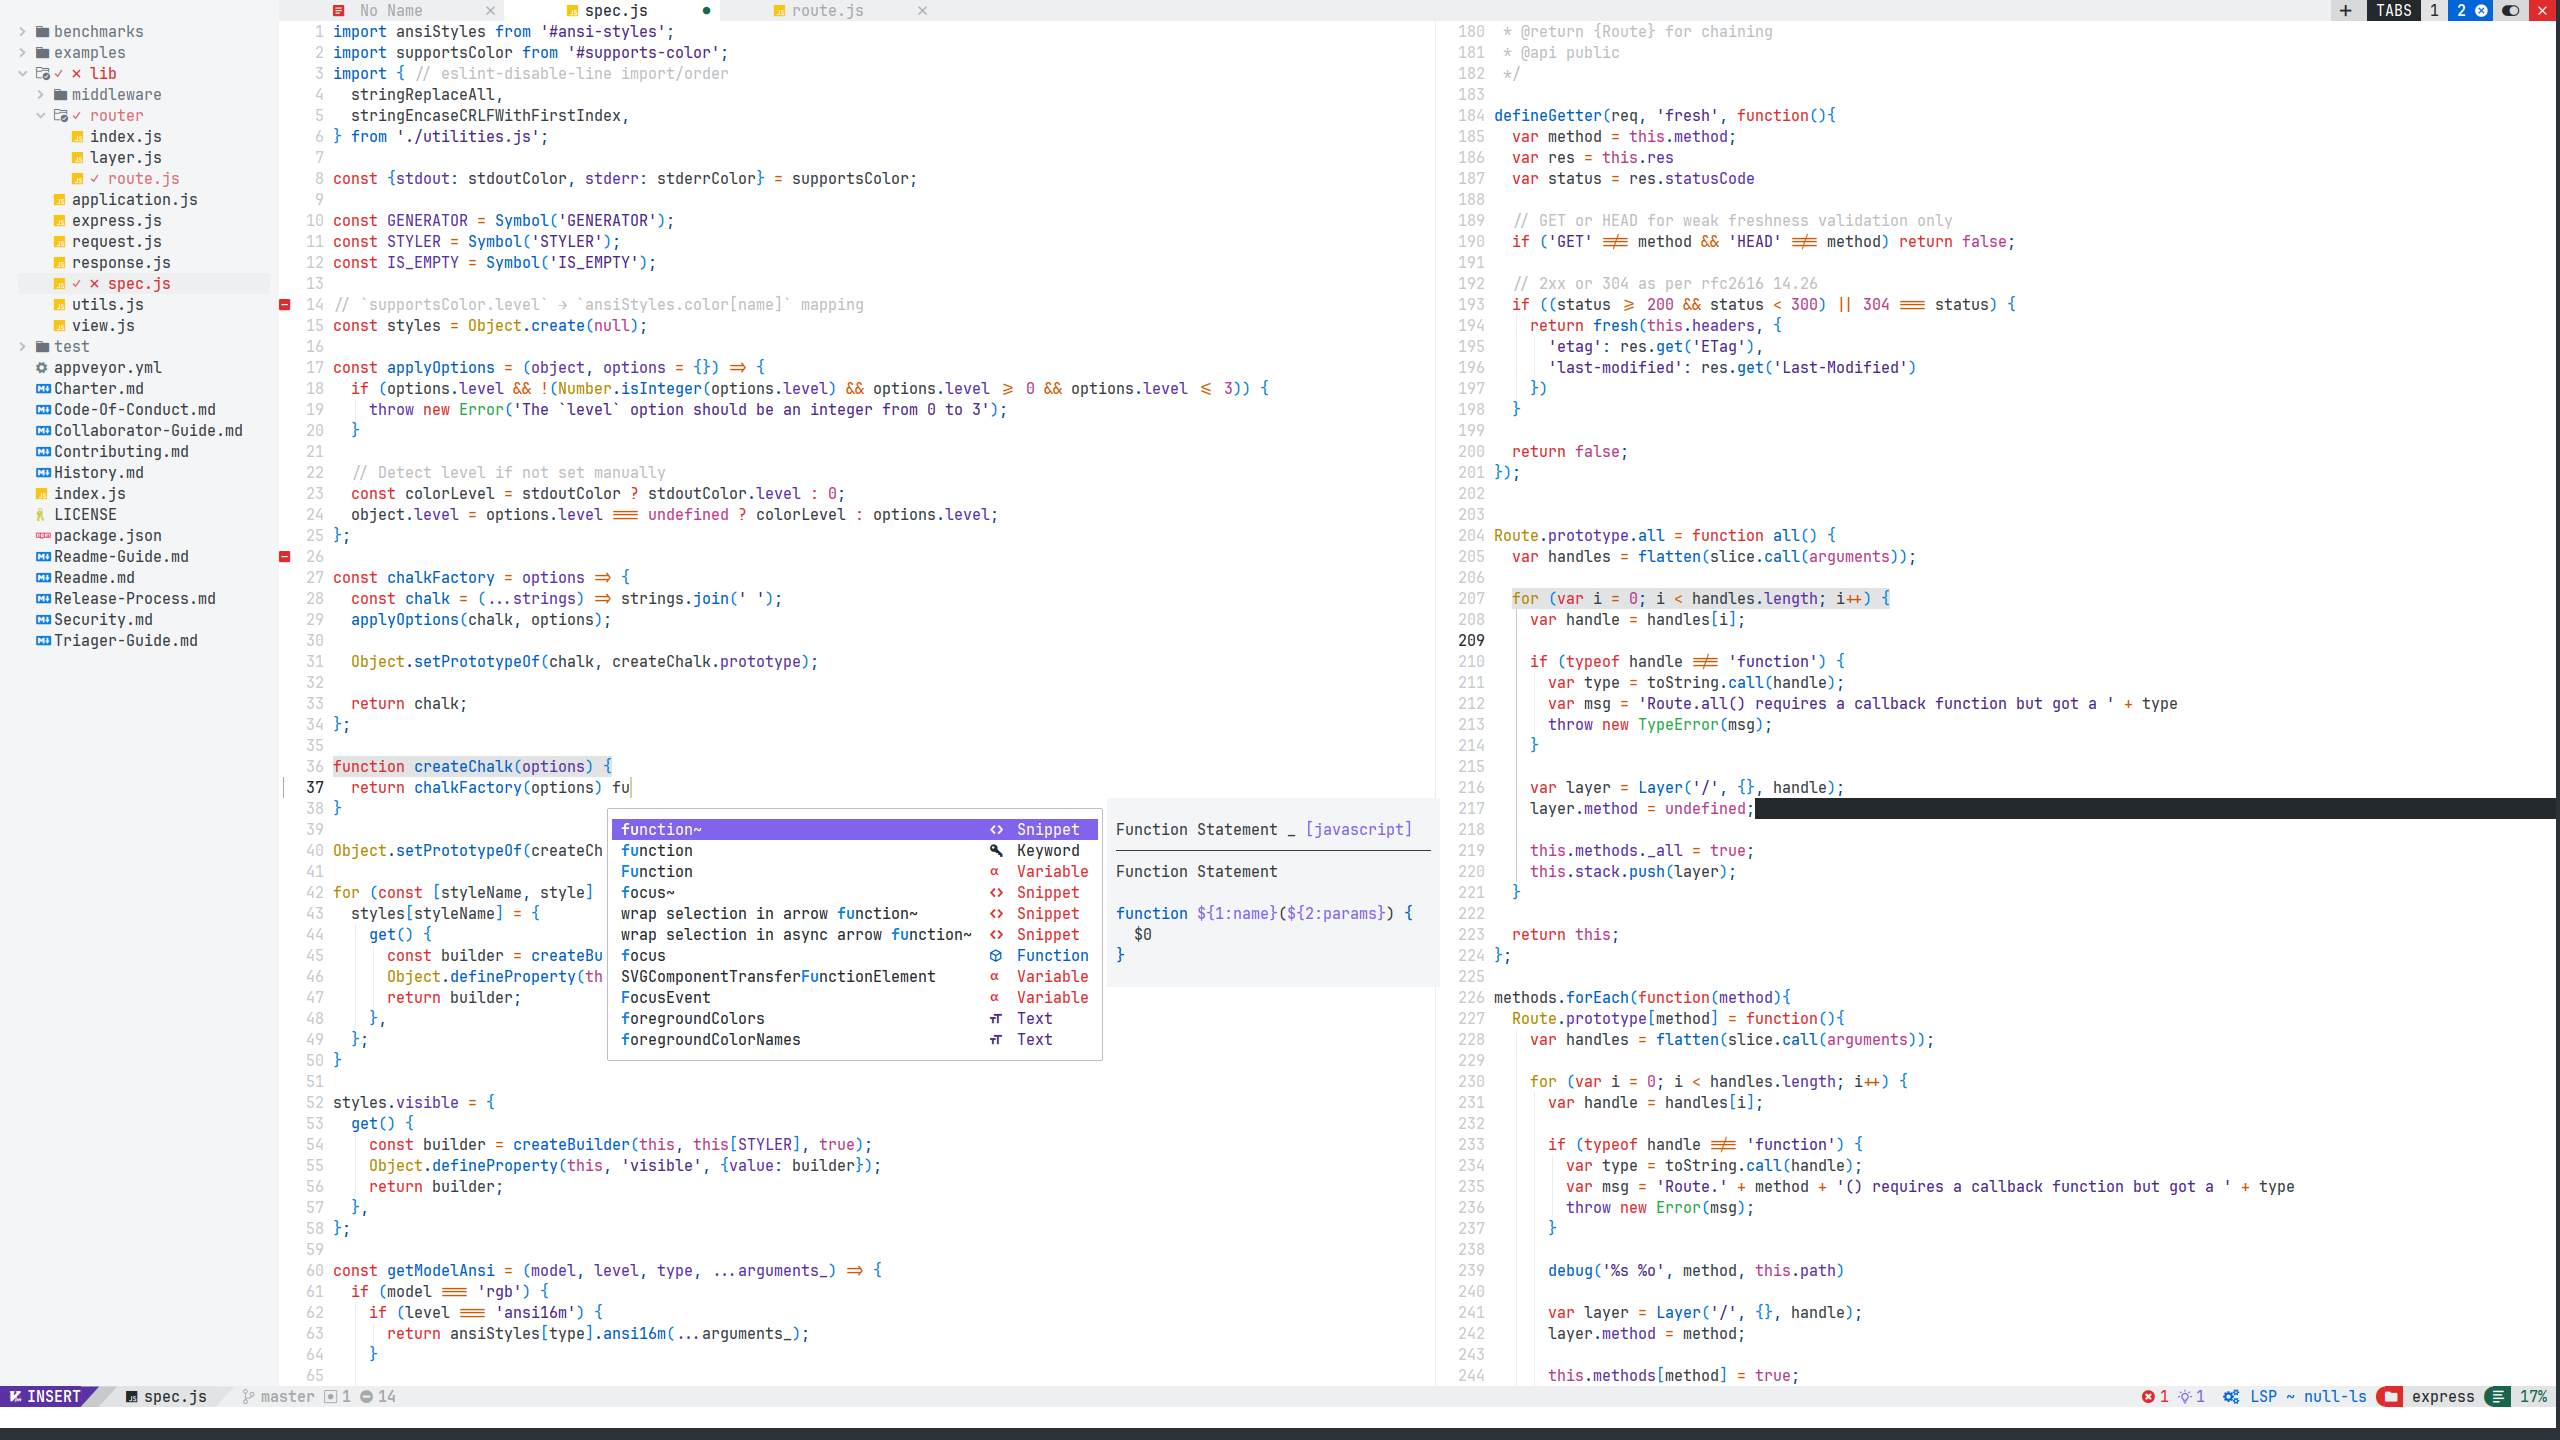 No Name
spec.js
route.js
TABS 1 2
benchmarks
examples
lib
middleware
router
index.js
layer.js
route.js
application.js
express.js
request.js
response.js
spec.js
utils.js
view.js
test
appveyor.yml
Charter.md
Code-Of-Conduct.md
Collaborator-Guide.md
Contributing.md
History.md
index.js
LICENSE
package.json
Readme-Guide.md
Readme.md
Release-Process.md
Security.md
Triager-Guide.md
1 import ansiStyles from '#ansi-styles';
2 import supportsColor from '#supports-color';
3 import { // eslint-disable-line import/order
4   stringReplaceAll,
5   stringEncaseCRLFWithFirstIndex,
6 } from './utilities.js';
7
8 const {stdout: stdoutColor, stderr: stderrColor} = supportsColor;
9
10 const GENERATOR = Symbol('GENERATOR');
11 const STYLER = Symbol('STYLER');
12 const IS_EMPTY = Symbol('IS_EMPTY');
13
14 // `supportsColor.level` → `ansiStyles.color[name]` mapping
15 const styles = Object.create(null);
16
17 const applyOptions = (object, options = {}) => {
18   if (options.level && !(Number.isInteger(options.level) && options.level >= 0 && options.level <= 3)) {
19     throw new Error('The `level` option should be an integer from 0 to 3');
20   }
21
22   // Detect level if not set manually
23   const colorLevel = stdoutColor ? stdoutColor.level : 0;
24   object.level = options.level === undefined ? colorLevel : options.level;
25 };
26
27 const chalkFactory = options => {
28   const chalk = (...strings) => strings.join(' ');
29   applyOptions(chalk, options);
30
31   Object.setPrototypeOf(chalk, createChalk.prototype);
32
33   return chalk;
34 };
35
36 function createChalk(options) {
37   return chalkFactory(options) fu
38 }
39
40 Object.setPrototypeOf(createCh
41
42 for (const [styleName, style]
43   styles[styleName] = {
44     get() {
45       const builder = createBu
46       Object.defineProperty(th
47       return builder;
48     },
49   };
50 }
51
52 styles.visible = {
53   get() {
54     const builder = createBuilder(this, this[STYLER], true);
55     Object.defineProperty(this, 'visible', {value: builder});
56     return builder;
57   },
58 };
59
60 const getModelAnsi = (model, level, type, ...arguments_) => {
61   if (model === 'rgb') {
62     if (level === 'ansi16m') {
63       return ansiStyles[type].ansi16m(...arguments_);
64     }
65
function~ Snippet
function Keyword
Function Variable
focus~ Snippet
wrap selection in arrow function~ Snippet
wrap selection in async arrow function~ Snippet
focus Function
SVGComponentTransferFunctionElement Variable
FocusEvent Variable
foregroundColors Text
foregroundColorNames Text
Function Statement _ [javascript]
Function Statement
function ${1:name}(${2:params}) {
  $0
}
180  * @return {Route} for chaining
181  * @api public
182  */
183
184 defineGetter(req, 'fresh', function(){
185   var method = this.method;
186   var res = this.res
187   var status = res.statusCode
188
189   // GET or HEAD for weak freshness validation only
190   if ('GET' !== method && 'HEAD' !== method) return false;
191
192   // 2xx or 304 as per rfc2616 14.26
193   if ((status >= 200 && status < 300) || 304 === status) {
194     return fresh(this.headers, {
195       'etag': res.get('ETag'),
196       'last-modified': res.get('Last-Modified')
197     })
198   }
199
200   return false;
201 });
202
203
204 Route.prototype.all = function all() {
205   var handles = flatten(slice.call(arguments));
206
207   for (var i = 0; i < handles.length; i++) {
208     var handle = handles[i];
209
210     if (typeof handle !== 'function') {
211       var type = toString.call(handle);
212       var msg = 'Route.all() requires a callback function but got a ' + type
213       throw new TypeError(msg);
214     }
215
216     var layer = Layer('/', {}, handle);
217     layer.method = undefined;
218
219     this.methods._all = true;
220     this.stack.push(layer);
221   }
222
223   return this;
224 };
225
226 methods.forEach(function(method){
227   Route.prototype[method] = function(){
228     var handles = flatten(slice.call(arguments));
229
230     for (var i = 0; i < handles.length; i++) {
231       var handle = handles[i];
232
233       if (typeof handle !== 'function') {
234         var type = toString.call(handle);
235         var msg = 'Route.' + method + '() requires a callback function but got a ' + type
236         throw new Error(msg);
237       }
238
239       debug('%s %o', method, this.path)
240
241       var layer = Layer('/', {}, handle);
242       layer.method = method;
243
244       this.methods[method] = true;
INSERT spec.js master 1 14
1 1 LSP ~ null-ls express 17%